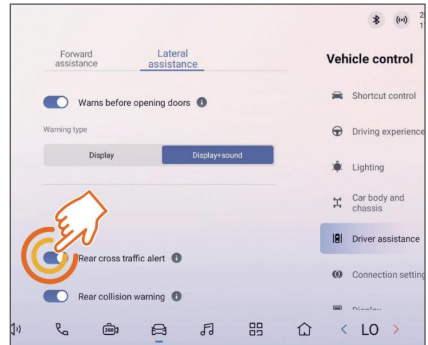 Forward
assistance
Lateral
assistance
Vehicle control
Warns before opening doors
Shortcut control
Warning type
Driving experience
Display
Display+sound
Lighting
Car body and
chassis
Driver assistance
Rear cross traffic alert
Connection setting
Rear collision warning
360
LO